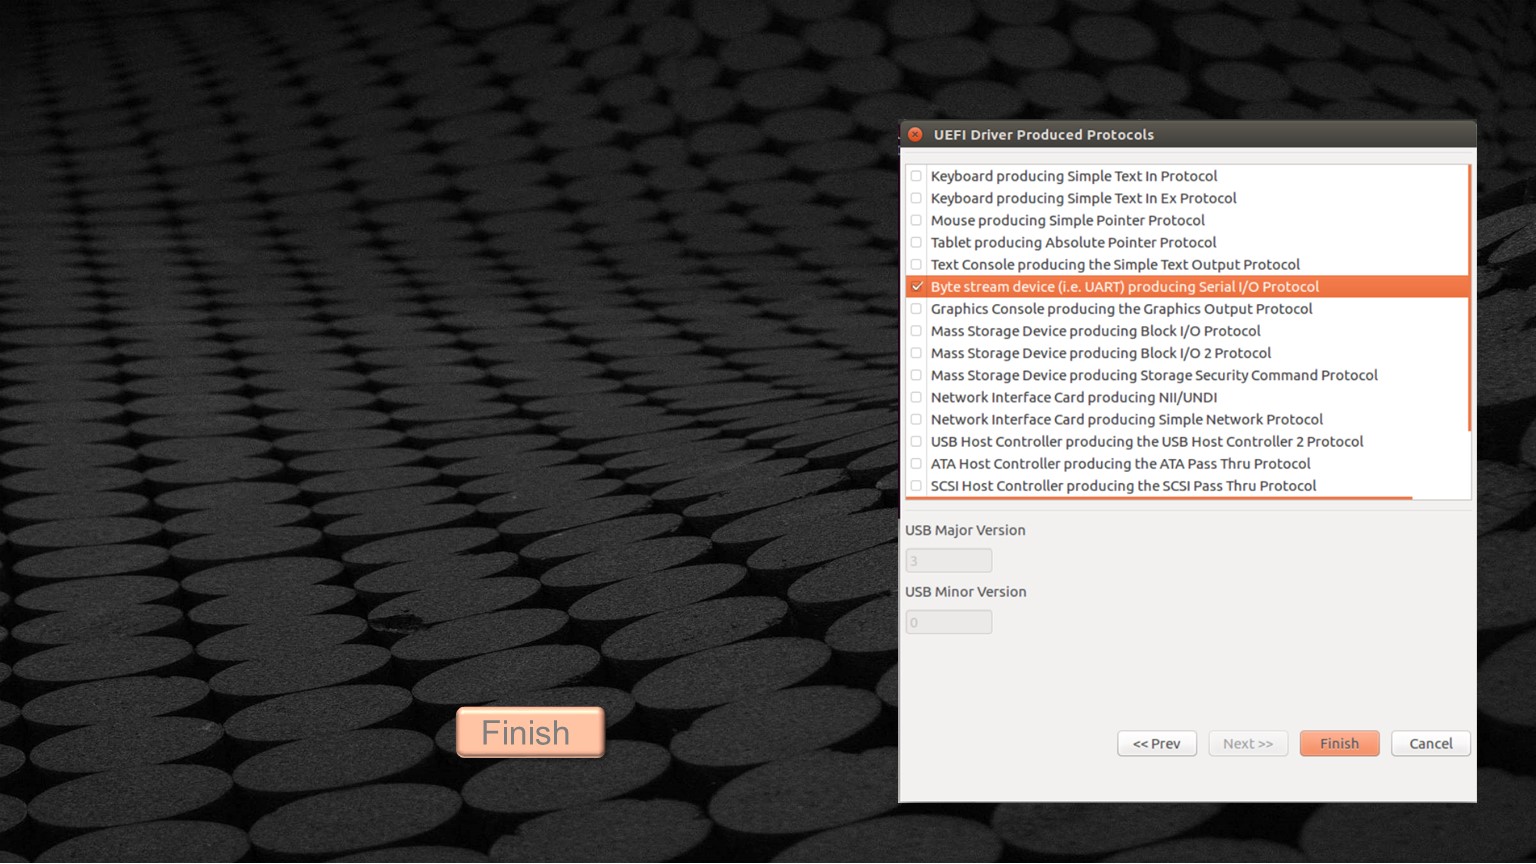 UEFI Driver Produced Protocols
Keyboard producing Simple Text In Protocol
Keyboard producing Simple Text In Ex Protocol
Mouse producing Simple Pointer Protocol
Tablet producing Absolute Pointer Protocol
Text Console producing the Simple Text Output Protocol
Byte stream device (i.e. UART) producing Serial I/O Protocol
Graphics Console producing the Graphics Output Protocol
Mass Storage Device producing Block I/O Protocol
Mass Storage Device producing Block I/O 2 Protocol
Mass Storage Device producing Storage Security Command Protocol
Network Interface Card producing NII/UNDI
Network Interface Card producing Simple Network Protocol
USB Host Controller producing the USB Host Controller 2 Protocol
ATA Host Controller producing the ATA Pass Thru Protocol
SCSI Host Controller producing the SCSI Pass Thru Protocol
USB Major Version
3
USB Minor Version
0
<< Prev Next >> Finish Cancel
Finish